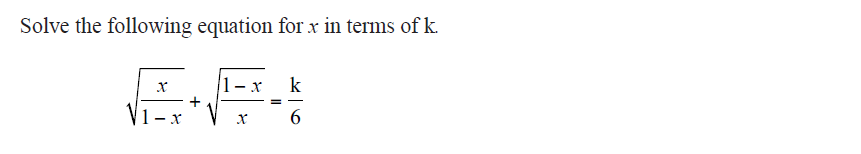 Solve the following equation for x in terms of k.
√(x/(1 − x)) + √((1 − x)/x) = k/6